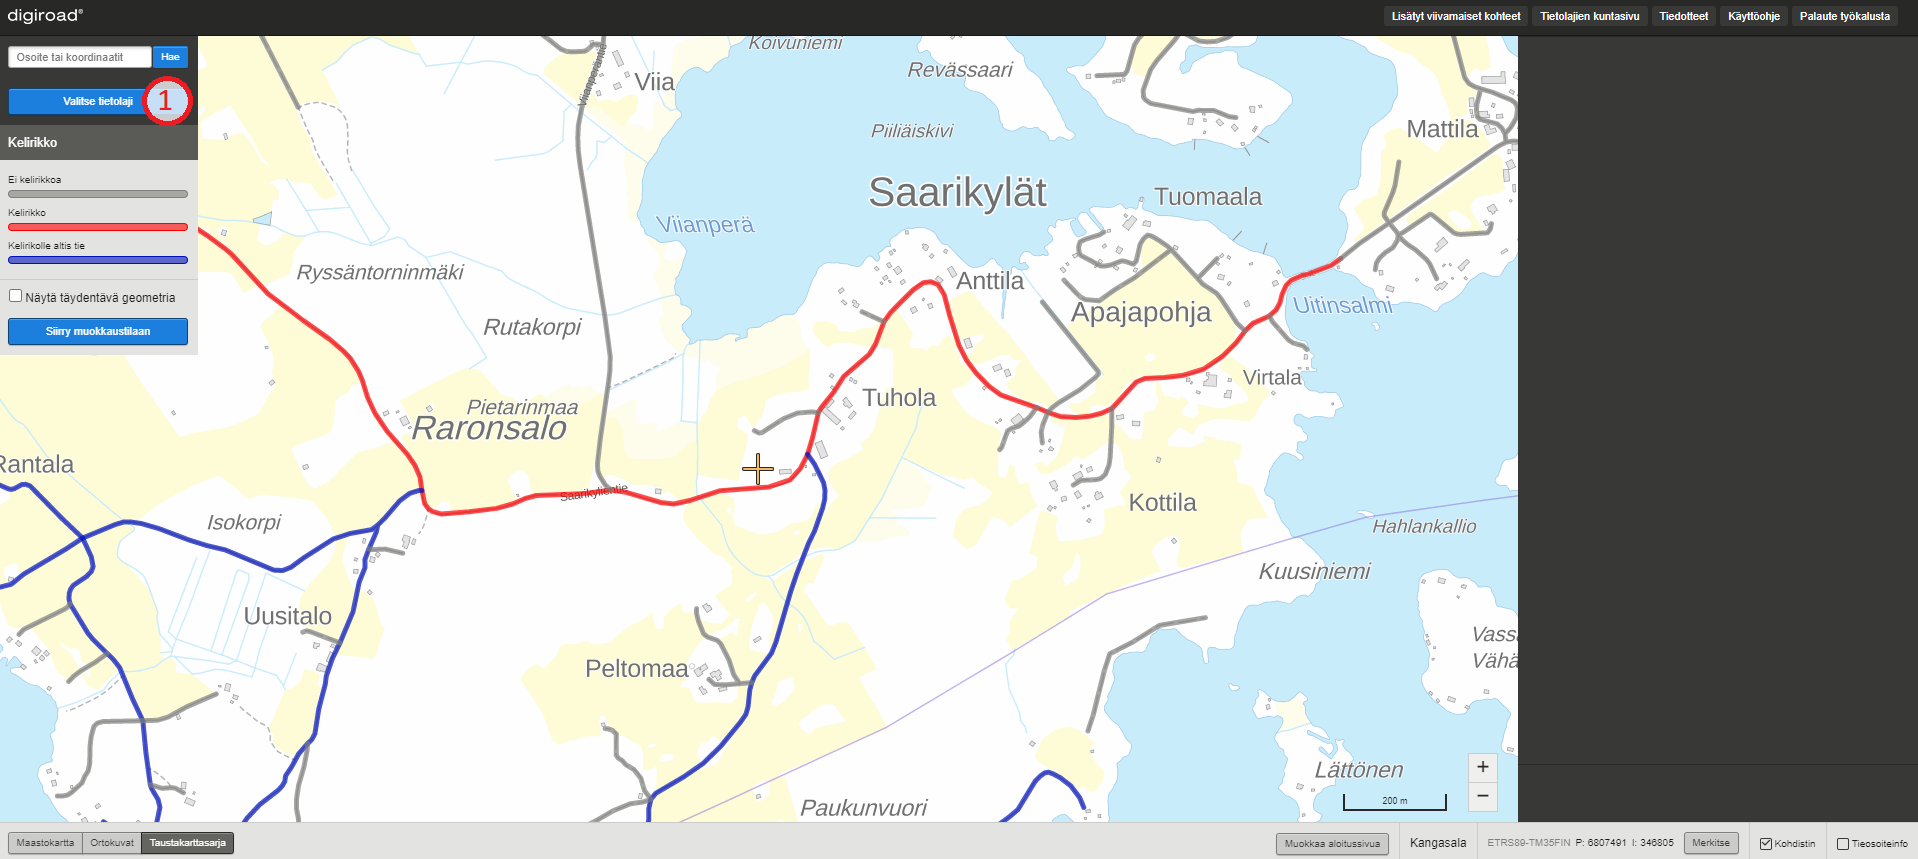 digiroad®
Lisätyt viivamaiset kohteet
Tietolajien kuntasivu
Tiedotteet
Käyttöohje
Palaute työkalusta
Osoite tai koordinaatit
Hae
Valitse tietolaji
1
Kelirikko
Ei kelirikkoa
Kelirikko
Kelirikolle altis tie
Näytä täydentävä geometria
Siirry muokkaustilaan
Koivuniemi
Revässaari
Viianperäntie
Viia
Piiliäiskivi
Mattila
Saarikylät
Tuomaala
Viianperä
Ryssäntorninmäki
Anttila
Apajapohja
Uitinsalmi
Rutakorpi
Virtala
Tuhola
Pietarinmaa
Raronsalo
Rantala
Saarikylientie
Kottila
Isokorpi
Hahlankallio
Kuusiniemi
Uusitalo
Vass
Vähä
Peltomaa
Lättönen
Paukunvuori
+
−
200 m
Maastokartta
Ortokuvat
Taustakarttasarja
Muokkaa aloitussivua
Kangasala
ETRS89-TM35FIN P: 6807491 I: 346805
Merkitse
Kohdistin
Tieosoiteinfo